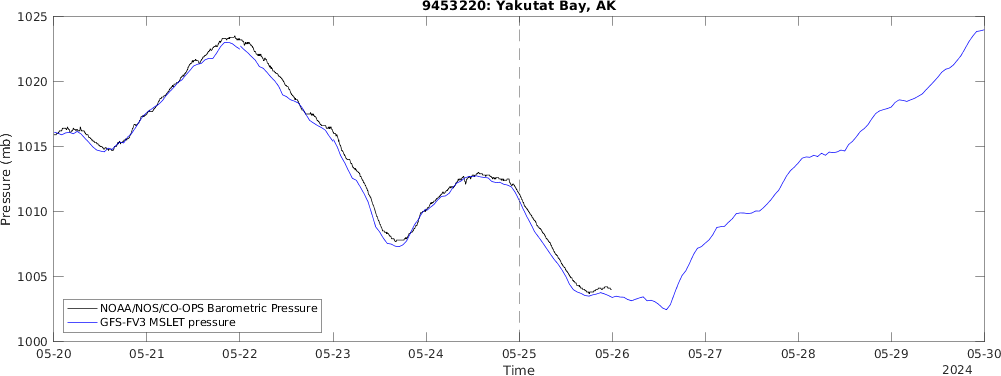 9453220: Yakutat Bay, AK
Pressure (mb)
1025
1020
1015
1010
1005
1000
NOAA/NOS/CO-OPS Barometric Pressure
GFS-FV3 MSLET pressure
05-20 05-21 05-22 05-23 05-24 05-25 05-26 05-27 05-28 05-29 05-30
Time
2024